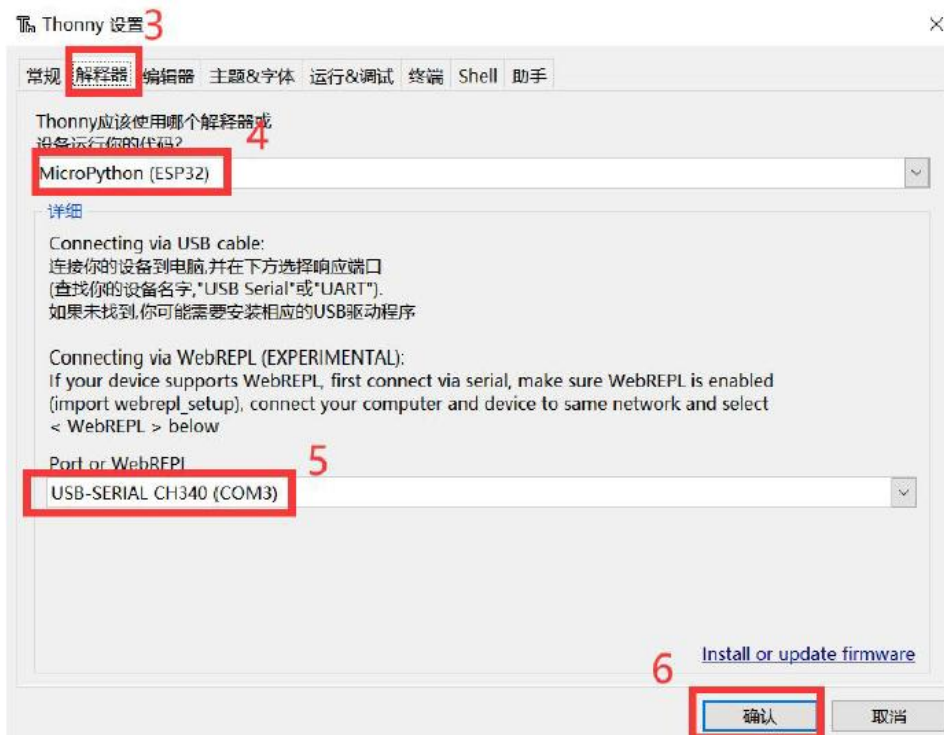 Thonny 设置
3
常规 解释器 编辑器 主题&字体 运行&调试 终端 Shell 助手
Thonny应该使用哪个解释器或
设备运行你的代码?
4
MicroPython (ESP32)
详细
Connecting via USB cable:
连接你的设备到电脑,并在下方选择响应端口
(查找你的设备名字,"USB Serial"或"UART").
如果未找到,你可能需要安装相应的USB驱动程序
Connecting via WebREPL (EXPERIMENTAL):
If your device supports WebREPL, first connect via serial, make sure WebREPL is enabled
(import webrepl_setup), connect your computer and device to same network and select
< WebREPL > below
Port or WebREPL
5
USB-SERIAL CH340 (COM3)
Install or update firmware
6
确认 取消